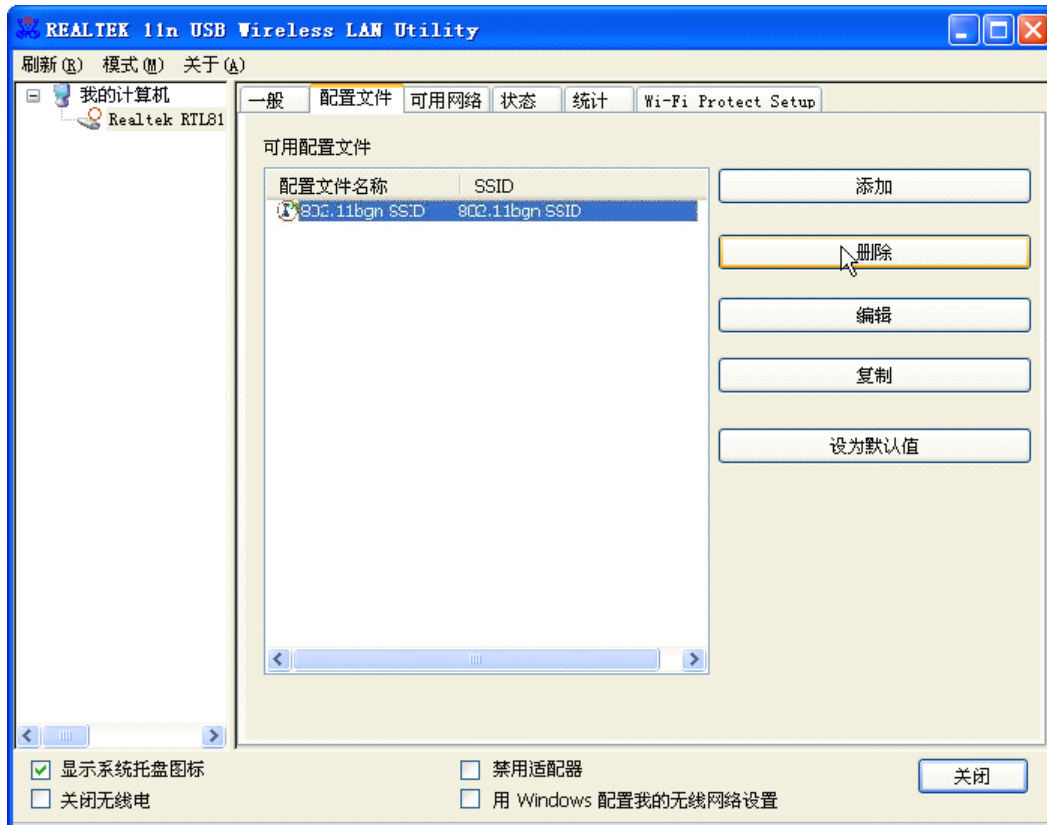 REALTEK 11n USB Wireless LAN Utility
刷新(R) 模式(M) 关于(A)
我的计算机
Realtek RTL81
一般 配置文件 可用网络 状态 统计 Wi-Fi Protect Setup
可用配置文件
配置文件名称 SSID
802.11bgn SSID 802.11bgn SSID
添加
删除
编辑
复制
设为默认值
显示系统托盘图标
关闭无线电
禁用适配器
用 Windows 配置我的无线网络设置
关闭